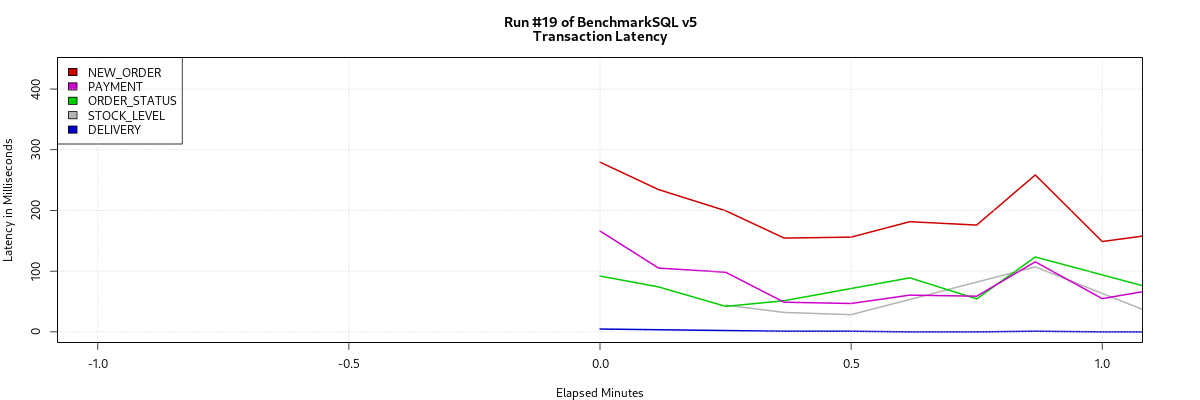 Run #19 of BenchmarkSQL v5
Transaction Latency
NEW_ORDER
PAYMENT
ORDER_STATUS
STOCK_LEVEL
DELIVERY
Latency in Milliseconds
400
300
200
100
0
-1.0 -0.5 0.0 0.5 1.0
Elapsed Minutes